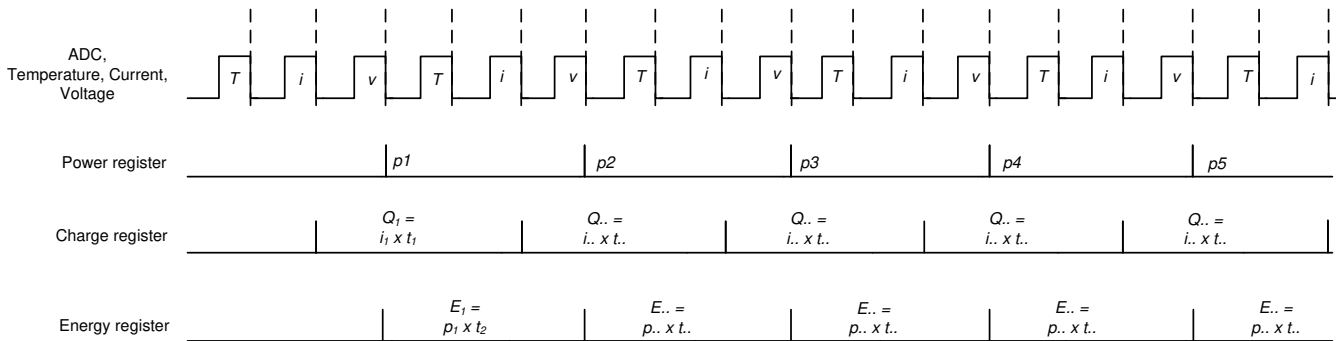 ADC,
Temperature, Current,
Voltage
T i v T i v T i v T i v T i v T i
Power register
p1 p2 p3 p4 p5
Charge register
Q1 = Q.. = Q.. = Q.. = Q.. =
i1 x t1 i.. x t.. i.. x t.. i.. x t.. i.. x t..
Energy register
E1 = E.. = E.. = E.. = E.. =
p1 x t2 p.. x t.. p.. x t.. p.. x t.. p.. x t..